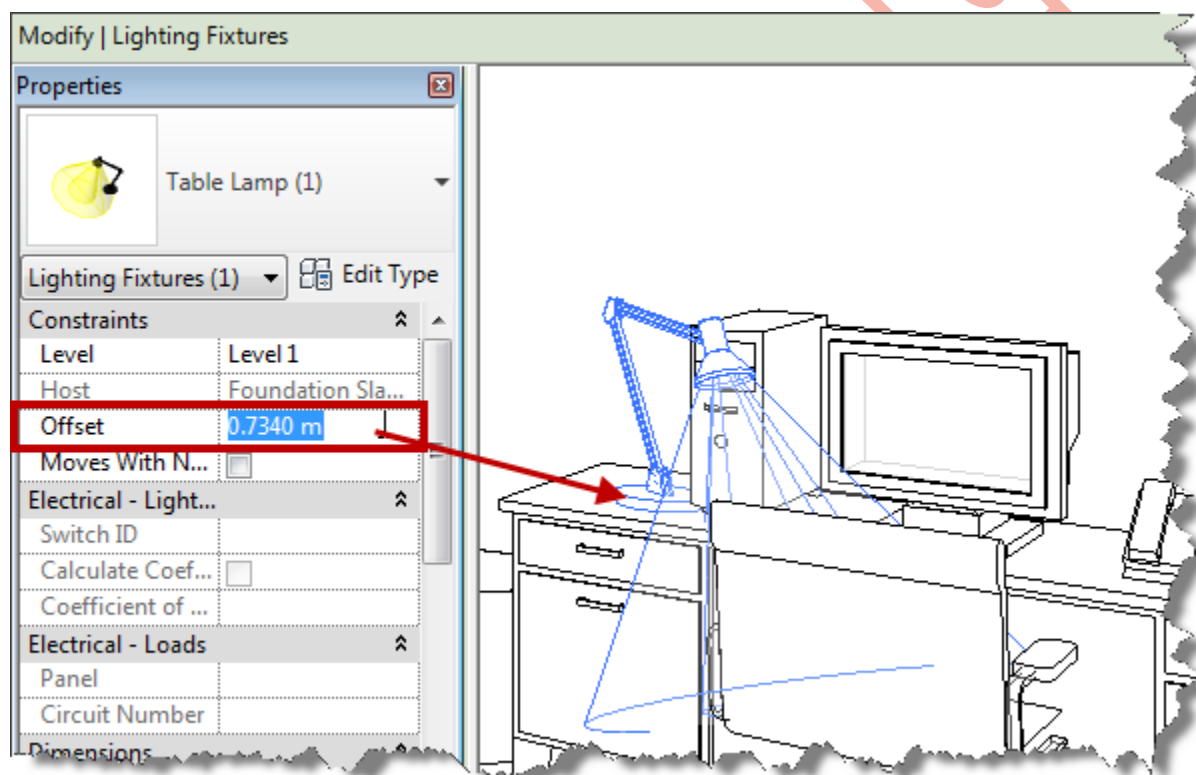 Modify | Lighting Fixtures
Properties
Table Lamp (1)
Lighting Fixtures (1) Edit Type
Constraints
Level Level 1
Host Foundation Sla...
Offset 0.7340 m
Moves With N...
Electrical - Light...
Switch ID
Calculate Coef...
Coefficient of ...
Electrical - Loads
Panel
Circuit Number
Dimensions